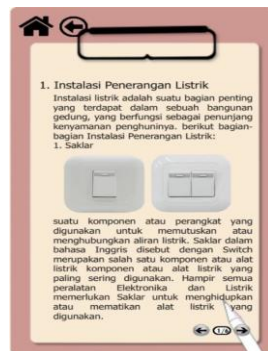 1. Instalasi Penerangan Listrik
Instalasi listrik adalah suatu bagian penting
yang terdapat dalam sebuah bangunan
gedung, yang berfungsi sebagai penunjang
kenyamanan penghuninya. berikut bagian-
bagian Instalasi Penerangan Listrik:
1. Saklar
suatu komponen atau perangkat yang
digunakan untuk memutuskan atau
menghubungkan aliran listrik. Saklar dalam
bahasa Inggris disebut dengan Switch
merupakan salah satu komponen atau alat
listrik komponen atau alat listrik yang
paling sering digunakan. Hampir semua
peralatan Elektronika dan Listrik
memerlukan Saklar untuk menghidupkan
atau mematikan alat listrik yang
digunakan.